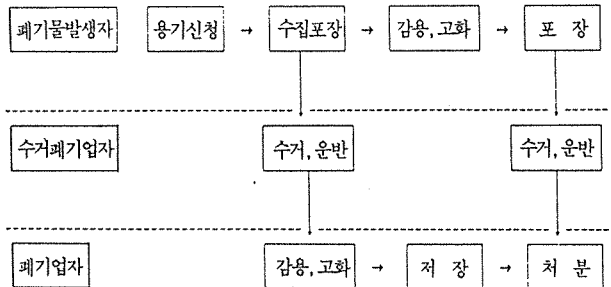 폐기물발생자 용기신청 → 수집포장 → 감용, 고화 → 포 장
수거폐기업자 수거, 운반 수거, 운반
폐기업자 감용, 고화 → 저 장 → 처 분